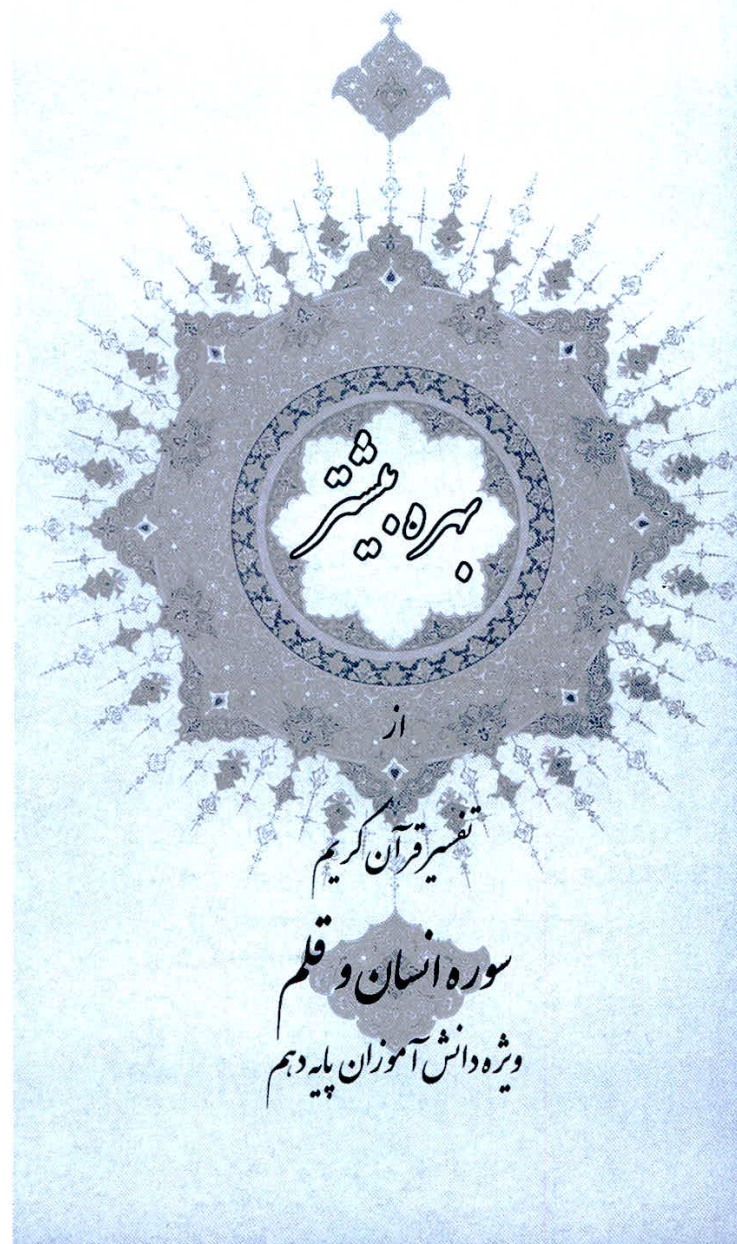 بهره بیشتر
از
تفسیر قرآن کریم
سوره انسان و قلم
ویژه دانش آموزان پایه دهم